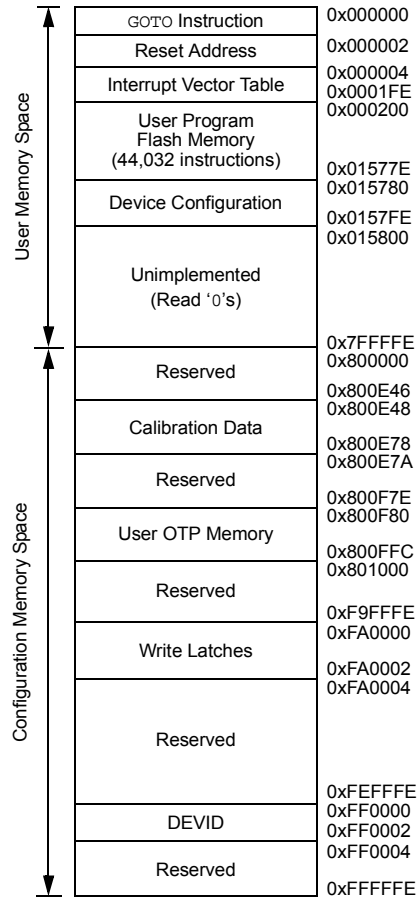 User Memory Space
GOTO Instruction
0x000000
Reset Address
0x000002
Interrupt Vector Table
0x000004
0x0001FE
User Program
Flash Memory
(44,032 instructions)
0x000200
0x01577E
Device Configuration
0x015780
0x0157FE
Unimplemented
(Read ‘0’s)
0x015800
0x7FFFFE
Configuration Memory Space
Reserved
0x800000
0x800E46
Calibration Data
0x800E48
0x800E78
Reserved
0x800E7A
0x800F7E
User OTP Memory
0x800F80
0x800FFC
Reserved
0x801000
0xF9FFFE
Write Latches
0xFA0000
0xFA0002
Reserved
0xFA0004
0xFEFFFE
DEVID
0xFF0000
0xFF0002
Reserved
0xFF0004
0xFFFFFE